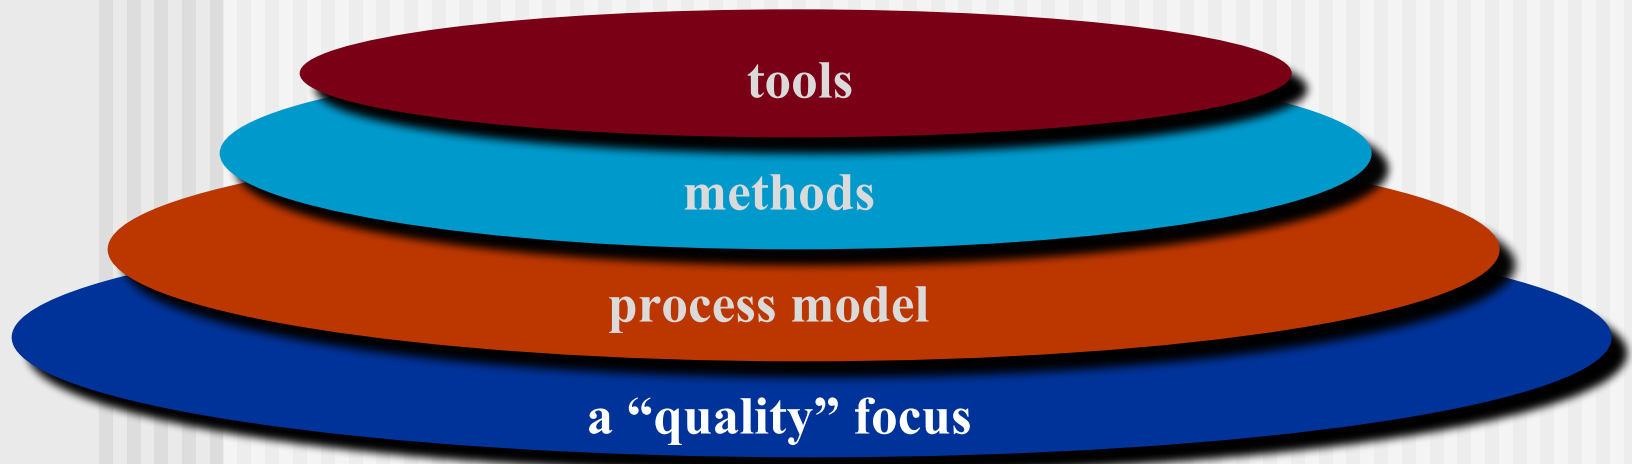 tools
methods
process model
a “quality” focus